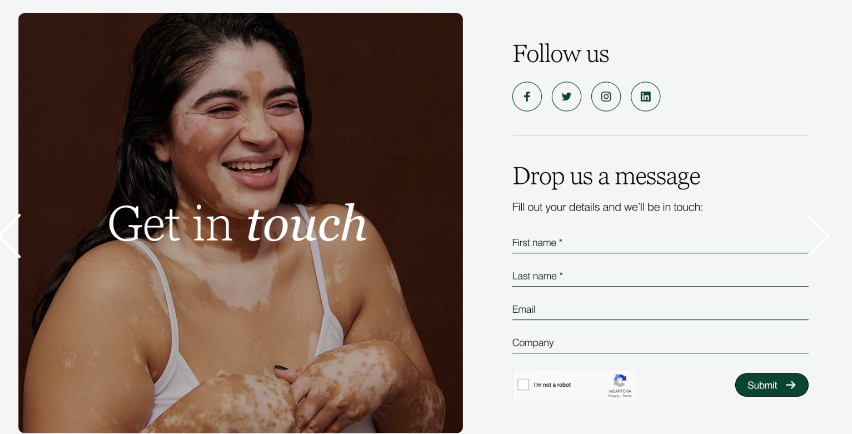 Get in touch
Follow us
Drop us a message
Fill out your details and we'll be in touch:
First name *
Last name *
Email
Company
I'm not a robot
reCAPTCHA
Privacy - Terms
Submit